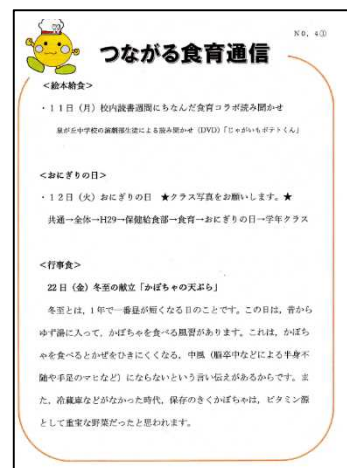 NO．4①
つながる食育通信
＜絵本給食＞
・１１日（月）校内読書週間にちなんだ食育コラボ読み聞かせ
泉が丘中学校の演劇部生徒による読み聞かせ（DVD）「じゃがいもポテトくん」
＜おにぎりの日＞
・１２日（火）おにぎりの日　★クラス写真をお願いします。★
共通→全体→H29→保健給食部→食育→おにぎりの日→学年クラス
＜行事食＞
22日（金）冬至の献立「かぼちゃの天ぷら」
冬至とは、１年で一番昼が短くなる日のことです。この日は、昔から
ゆず湯に入って、かぼちゃを食べる風習があります。これは、かぼち
ゃを食べるとかぜをひきにくくなる、中風（脳卒中などによる半身不
随や手足のマヒなど）にならないという言い伝えがあるからです。ま
た、冷蔵庫などがなかった時代、保存のきくかぼちゃは、ビタミン源
として重宝な野菜だったと思われます。